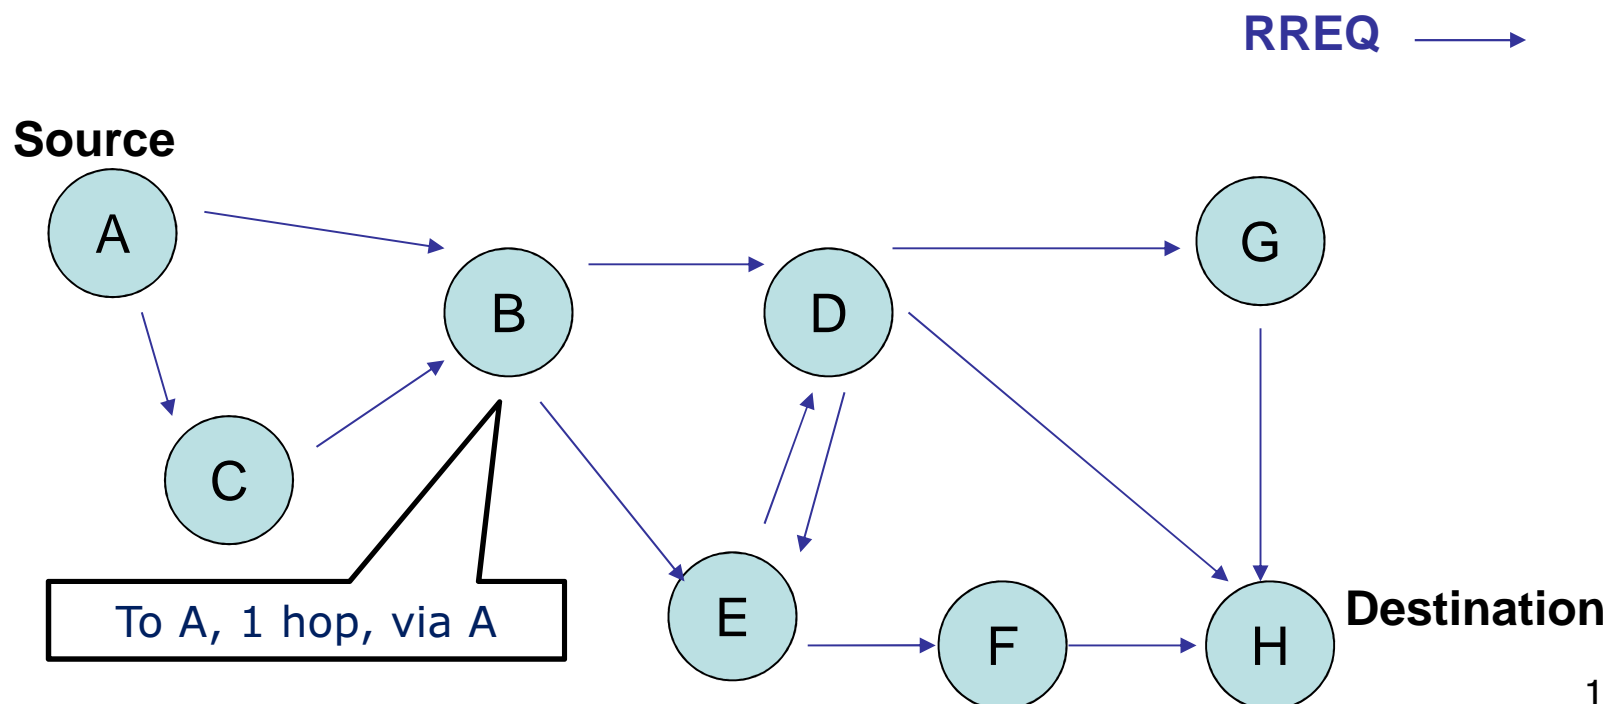 RREQ
Source
A
G
B
D
C
Destination
To A, 1 hop, via A
E
F
H
1